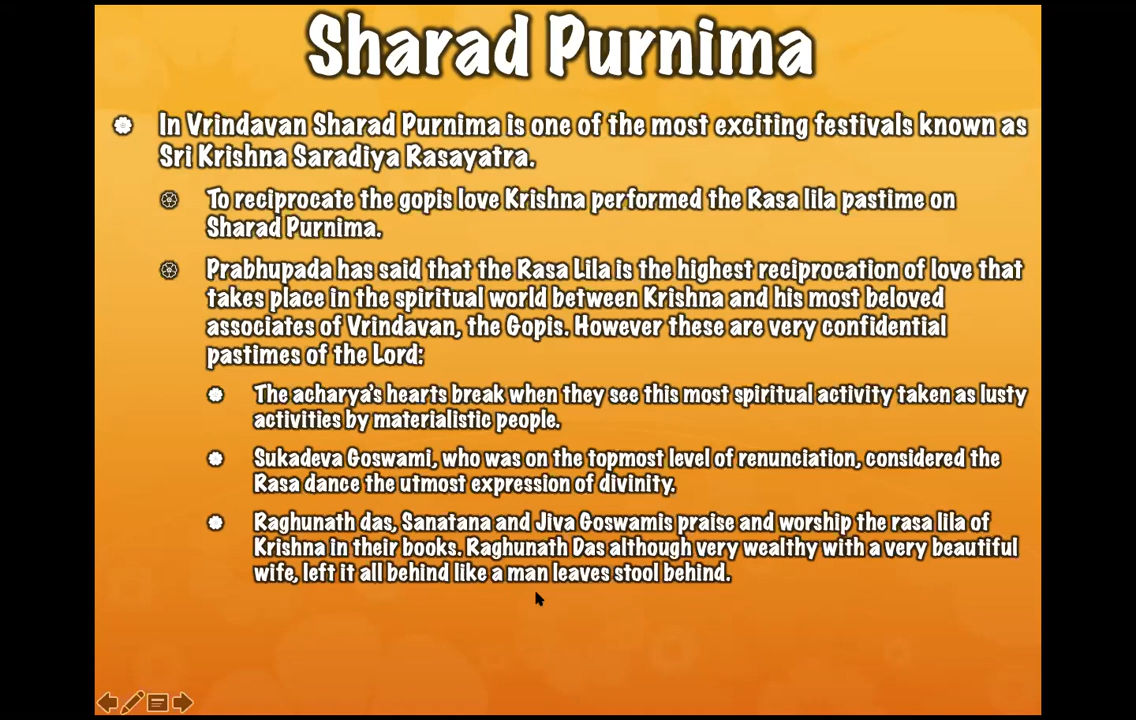 Sharad Purnima
In Vrindavan Sharad Purnima is one of the most exciting festivals known as
Sri Krishna Saradiya Rasayatra.
To reciprocate the gopis love Krishna performed the Rasa lila pastime on
Sharad Purnima.
Prabhupada has said that the Rasa Lila is the highest reciprocation of love that
takes place in the spiritual world between Krishna and his most beloved
associates of Vrindavan, the Gopis. However these are very confidential
pastimes of the Lord:
The acharya's hearts break when they see this most spiritual activity taken as lusty
activities by materialistic people.
Sukadeva Goswami, who was on the topmost level of renunciation, considered the
Rasa dance the utmost expression of divinity.
Raghunath das, Sanatana and Jiva Goswamis praise and worship the rasa lila of
Krishna in their books. Raghunath Das although very wealthy with a very beautiful
wife, left it all behind like a man leaves stool behind.